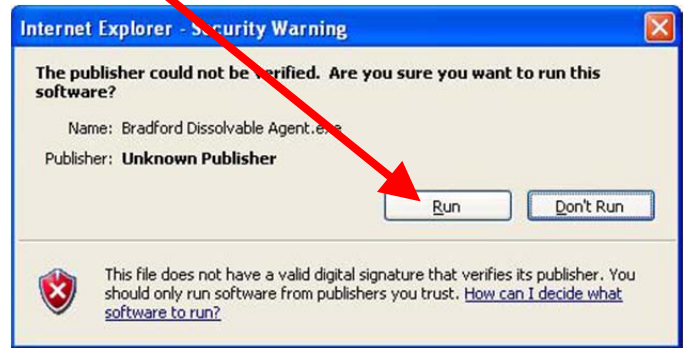 Internet Explorer - Security Warning
The publisher could not be verified. Are you sure you want to run this
software?
Name: Bradford Dissolvable Agent.exe
Publisher: Unknown Publisher
Run Don't Run
This file does not have a valid digital signature that verifies its publisher. You
should only run software from publishers you trust. How can I decide what
software to run?